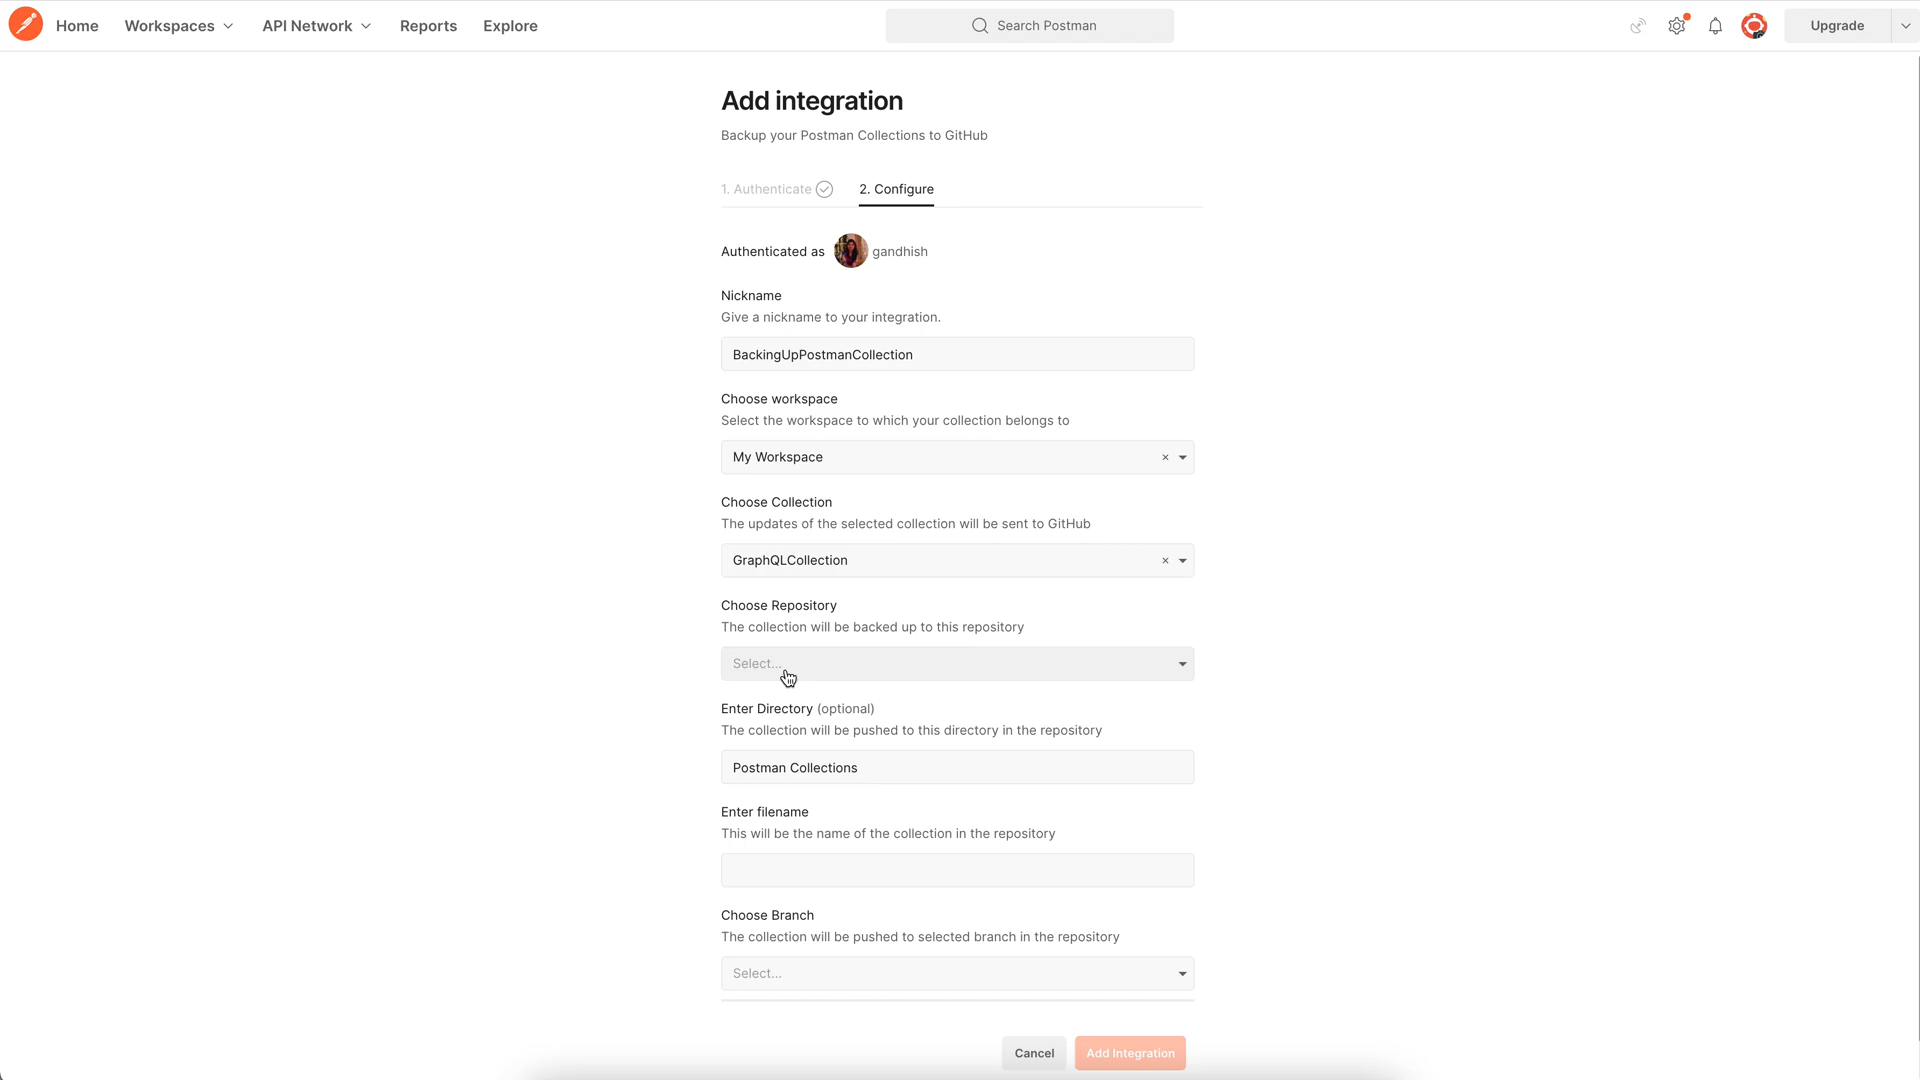 Home Workspaces API Network Reports Explore Search Postman Upgrade
Add integration
Backup your Postman Collections to GitHub
1. Authenticate 2. Configure
Authenticated as gandhish
Nickname
Give a nickname to your integration.
BackingUpPostmanCollection
Choose workspace
Select the workspace to which your collection belongs to
My Workspace
Choose Collection
The updates of the selected collection will be sent to GitHub
GraphQLCollection
Choose Repository
The collection will be backed up to this repository
Select...
Enter Directory (optional)
The collection will be pushed to this directory in the repository
Postman Collections
Enter filename
This will be the name of the collection in the repository
Choose Branch
The collection will be pushed to selected branch in the repository
Select...
Cancel Add Integration